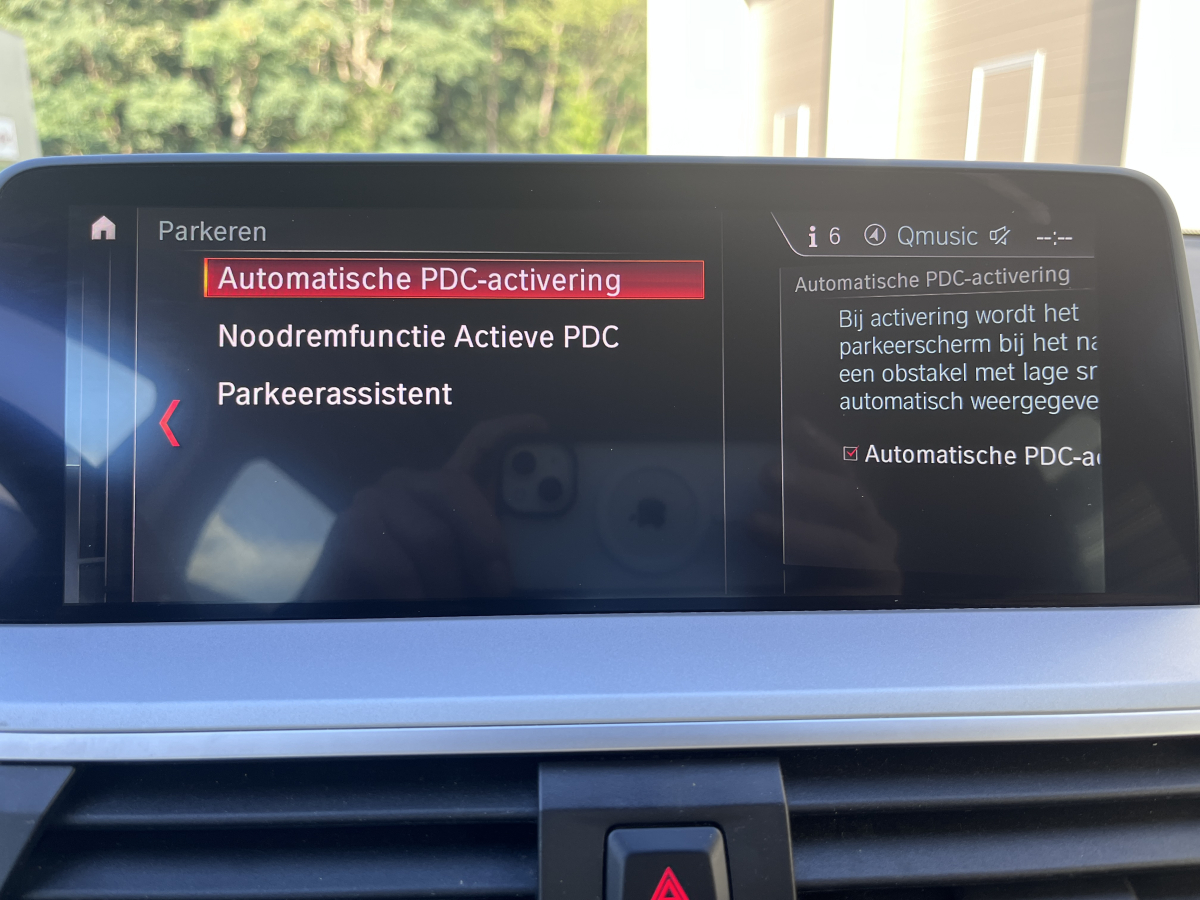 Parkeren
Automatische PDC-activering
Noodremfunctie Actieve PDC
Parkeerassistent
6 Qmusic --:--
Automatische PDC-activering
Bij activering wordt het
parkeerscherm bij het
een obstakel met lage
automatisch
Automatische